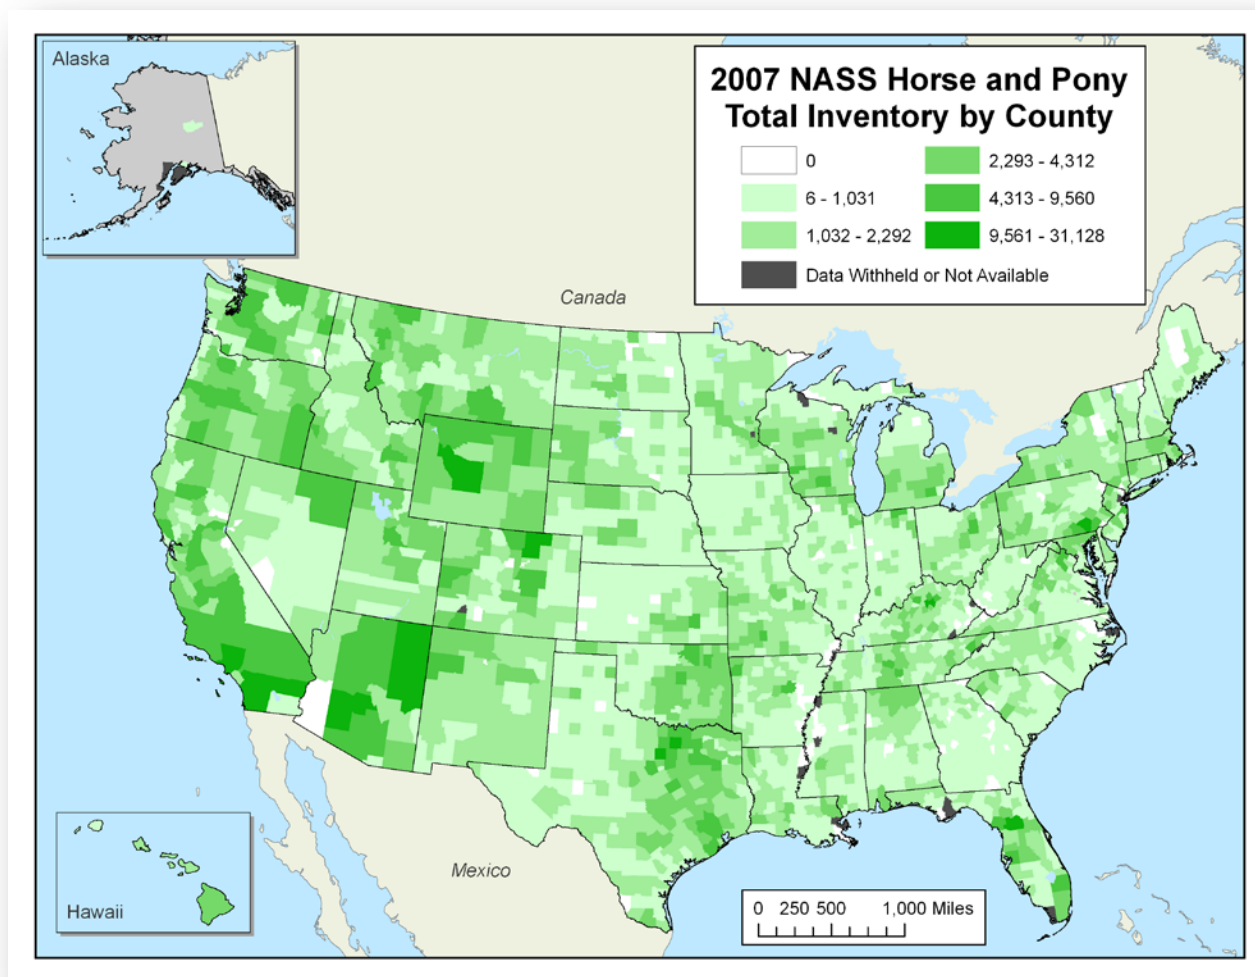 Alaska
2007 NASS Horse and Pony
Total Inventory by County
0
2,293 - 4,312
6 - 1,031
4,313 - 9,560
1,032 - 2,292
9,561 - 31,128
Data Withheld or Not Available
Canada
Mexico
Hawaii
0 250 500 1,000 Miles